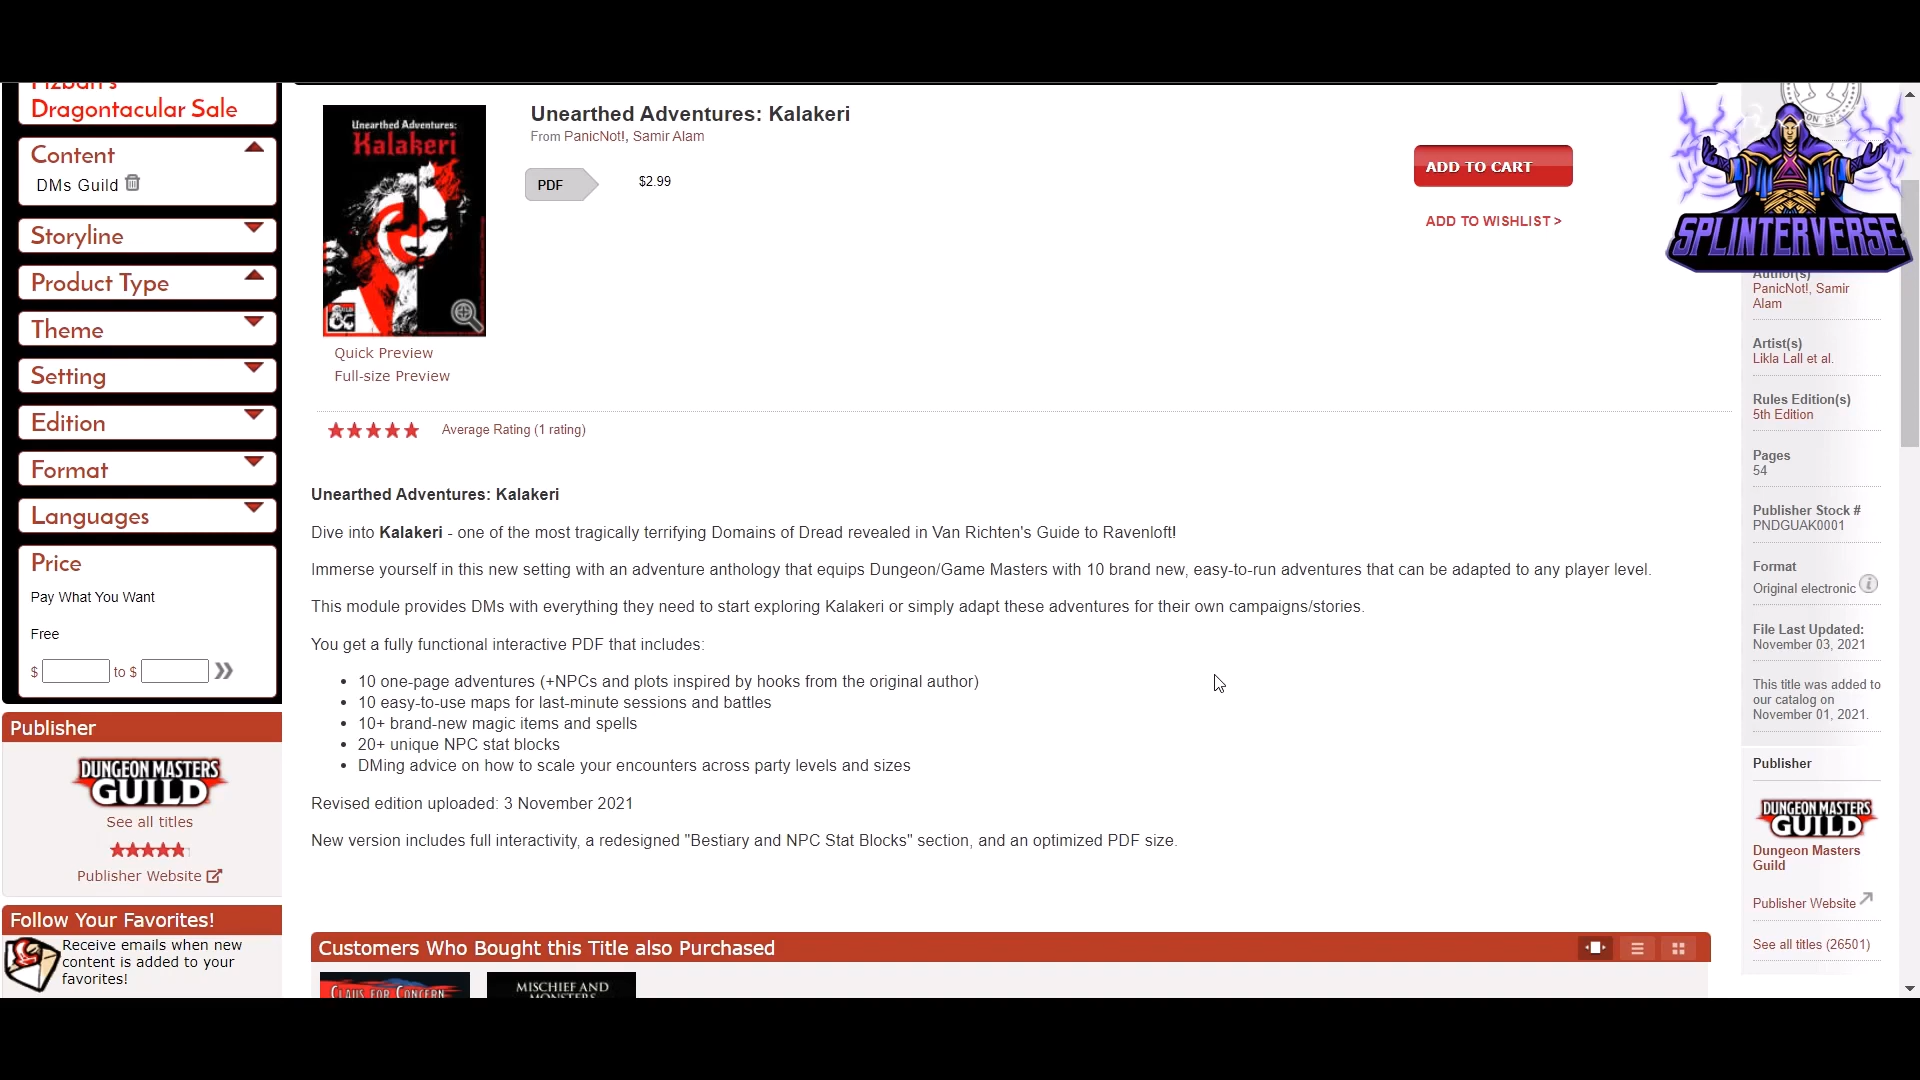 Fizban's
Dragontacular Sale
Content
DMs Guild
Storyline
Product Type
Theme
Setting
Edition
Format
Languages
Price
Pay What You Want
Free
$ to $
Publisher
DUNGEON MASTERS
GUILD
See all titles
Publisher Website
Follow Your Favorites!
Receive emails when new
content is added to your
favorites!
Unearthed Adventures:
Kalakeri
Quick Preview
Full-size Preview
Unearthed Adventures: Kalakeri
From PanicNot!, Samir Alam
PDF
$2.99
ADD TO CART
ADD TO WISHLIST >
Average Rating (1 rating)
Unearthed Adventures: Kalakeri
Dive into Kalakeri - one of the most tragically terrifying Domains of Dread revealed in Van Richten's Guide to Ravenloft!
Immerse yourself in this new setting with an adventure anthology that equips Dungeon/Game Masters with 10 brand new, easy-to-run adventures that can be adapted to any player level.
This module provides DMs with everything they need to start exploring Kalakeri or simply adapt these adventures for their own campaigns/stories.
You get a fully functional interactive PDF that includes:
• 10 one-page adventures (+NPCs and plots inspired by hooks from the original author)
• 10 easy-to-use maps for last-minute sessions and battles
• 10+ brand-new magic items and spells
• 20+ unique NPC stat blocks
• DMing advice on how to scale your encounters across party levels and sizes
Revised edition uploaded: 3 November 2021
New version includes full interactivity, a redesigned "Bestiary and NPC Stat Blocks" section, and an optimized PDF size.
Customers Who Bought this Title also Purchased
CLAUS FOR CONCERN
MISCHIEF AND
MONSTERS
SPLINTERVERSE
Author(s)
PanicNot!, Samir
Alam
Artist(s)
Likla Lall et al.
Rules Edition(s)
5th Edition
Pages
54
Publisher Stock #
PNDGUAK0001
Format
Original electronic
File Last Updated:
November 03, 2021
This title was added to
our catalog on
November 01, 2021.
Publisher
DUNGEON MASTERS
GUILD
Dungeon Masters
Guild
Publisher Website
See all titles (26501)